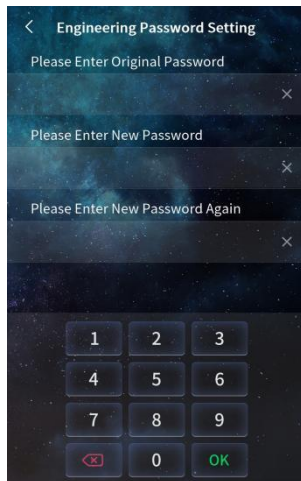 Engineering Password Setting
Please Enter Original Password
Please Enter New Password
Please Enter New Password Again
1 2 3
4 5 6
7 8 9
0 OK